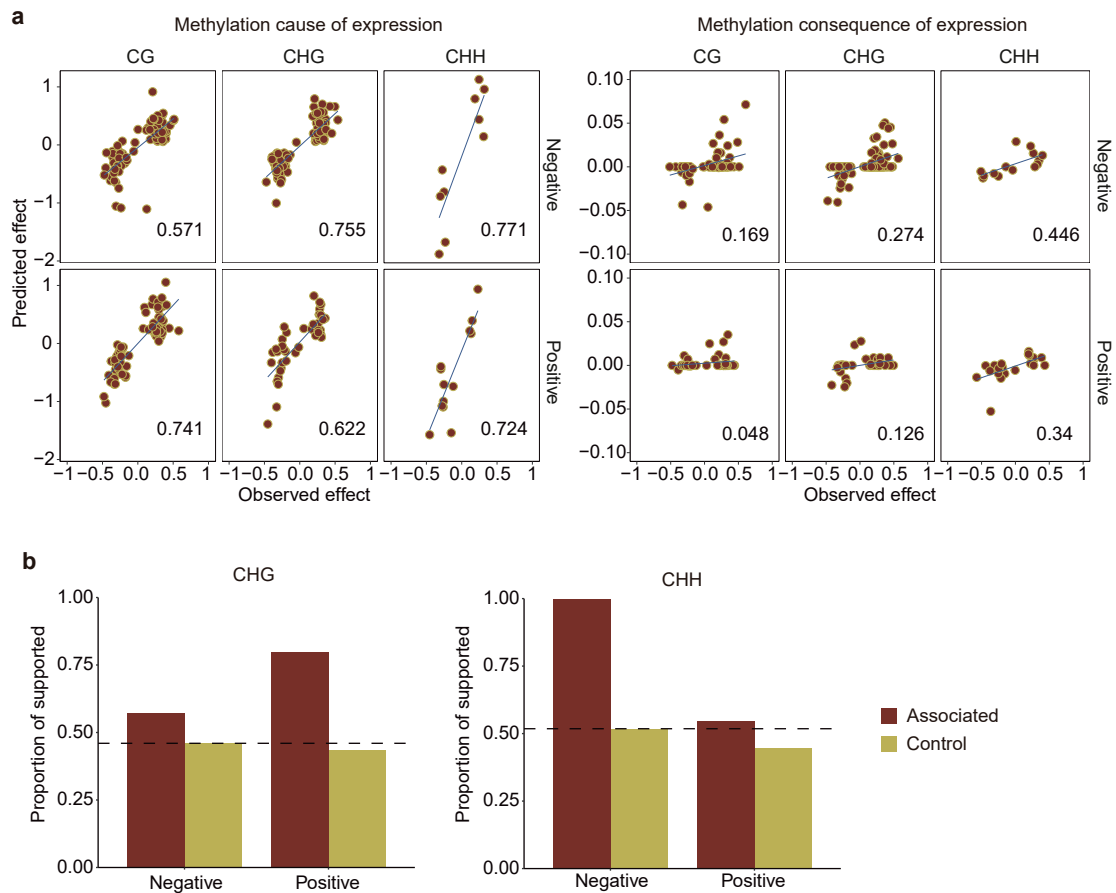 a
Methylation cause of expression
Methylation consequence of expression
CG
CHG
CHH
CG
CHG
CHH
Predicted effect
1
0
−1
−2
0.571
0.755
0.771
Negative
0.10
0.05
0.00
−0.05
−0.10
0.169
0.274
0.446
Negative
1
0
−1
−2
0.741
0.622
0.724
Positive
0.10
0.05
0.00
−0.05
−0.10
0.048
0.126
0.34
Positive
−1 −0.5 0.0 0.5 1 −1 −0.5 0.0 0.5 1 −1 −0.5 0.0 0.5 1
Observed effect
−1 −0.5 0.0 0.5 1 −1 −0.5 0.0 0.5 1 −1 −0.5 0.0 0.5 1
Observed effect
b
CHG
Proportion of supported
1.00
0.75
0.50
0.25
0.00
Negative Positive
CHH
Proportion of supported
1.00
0.75
0.50
0.25
0.00
Negative Positive
Associated
Control